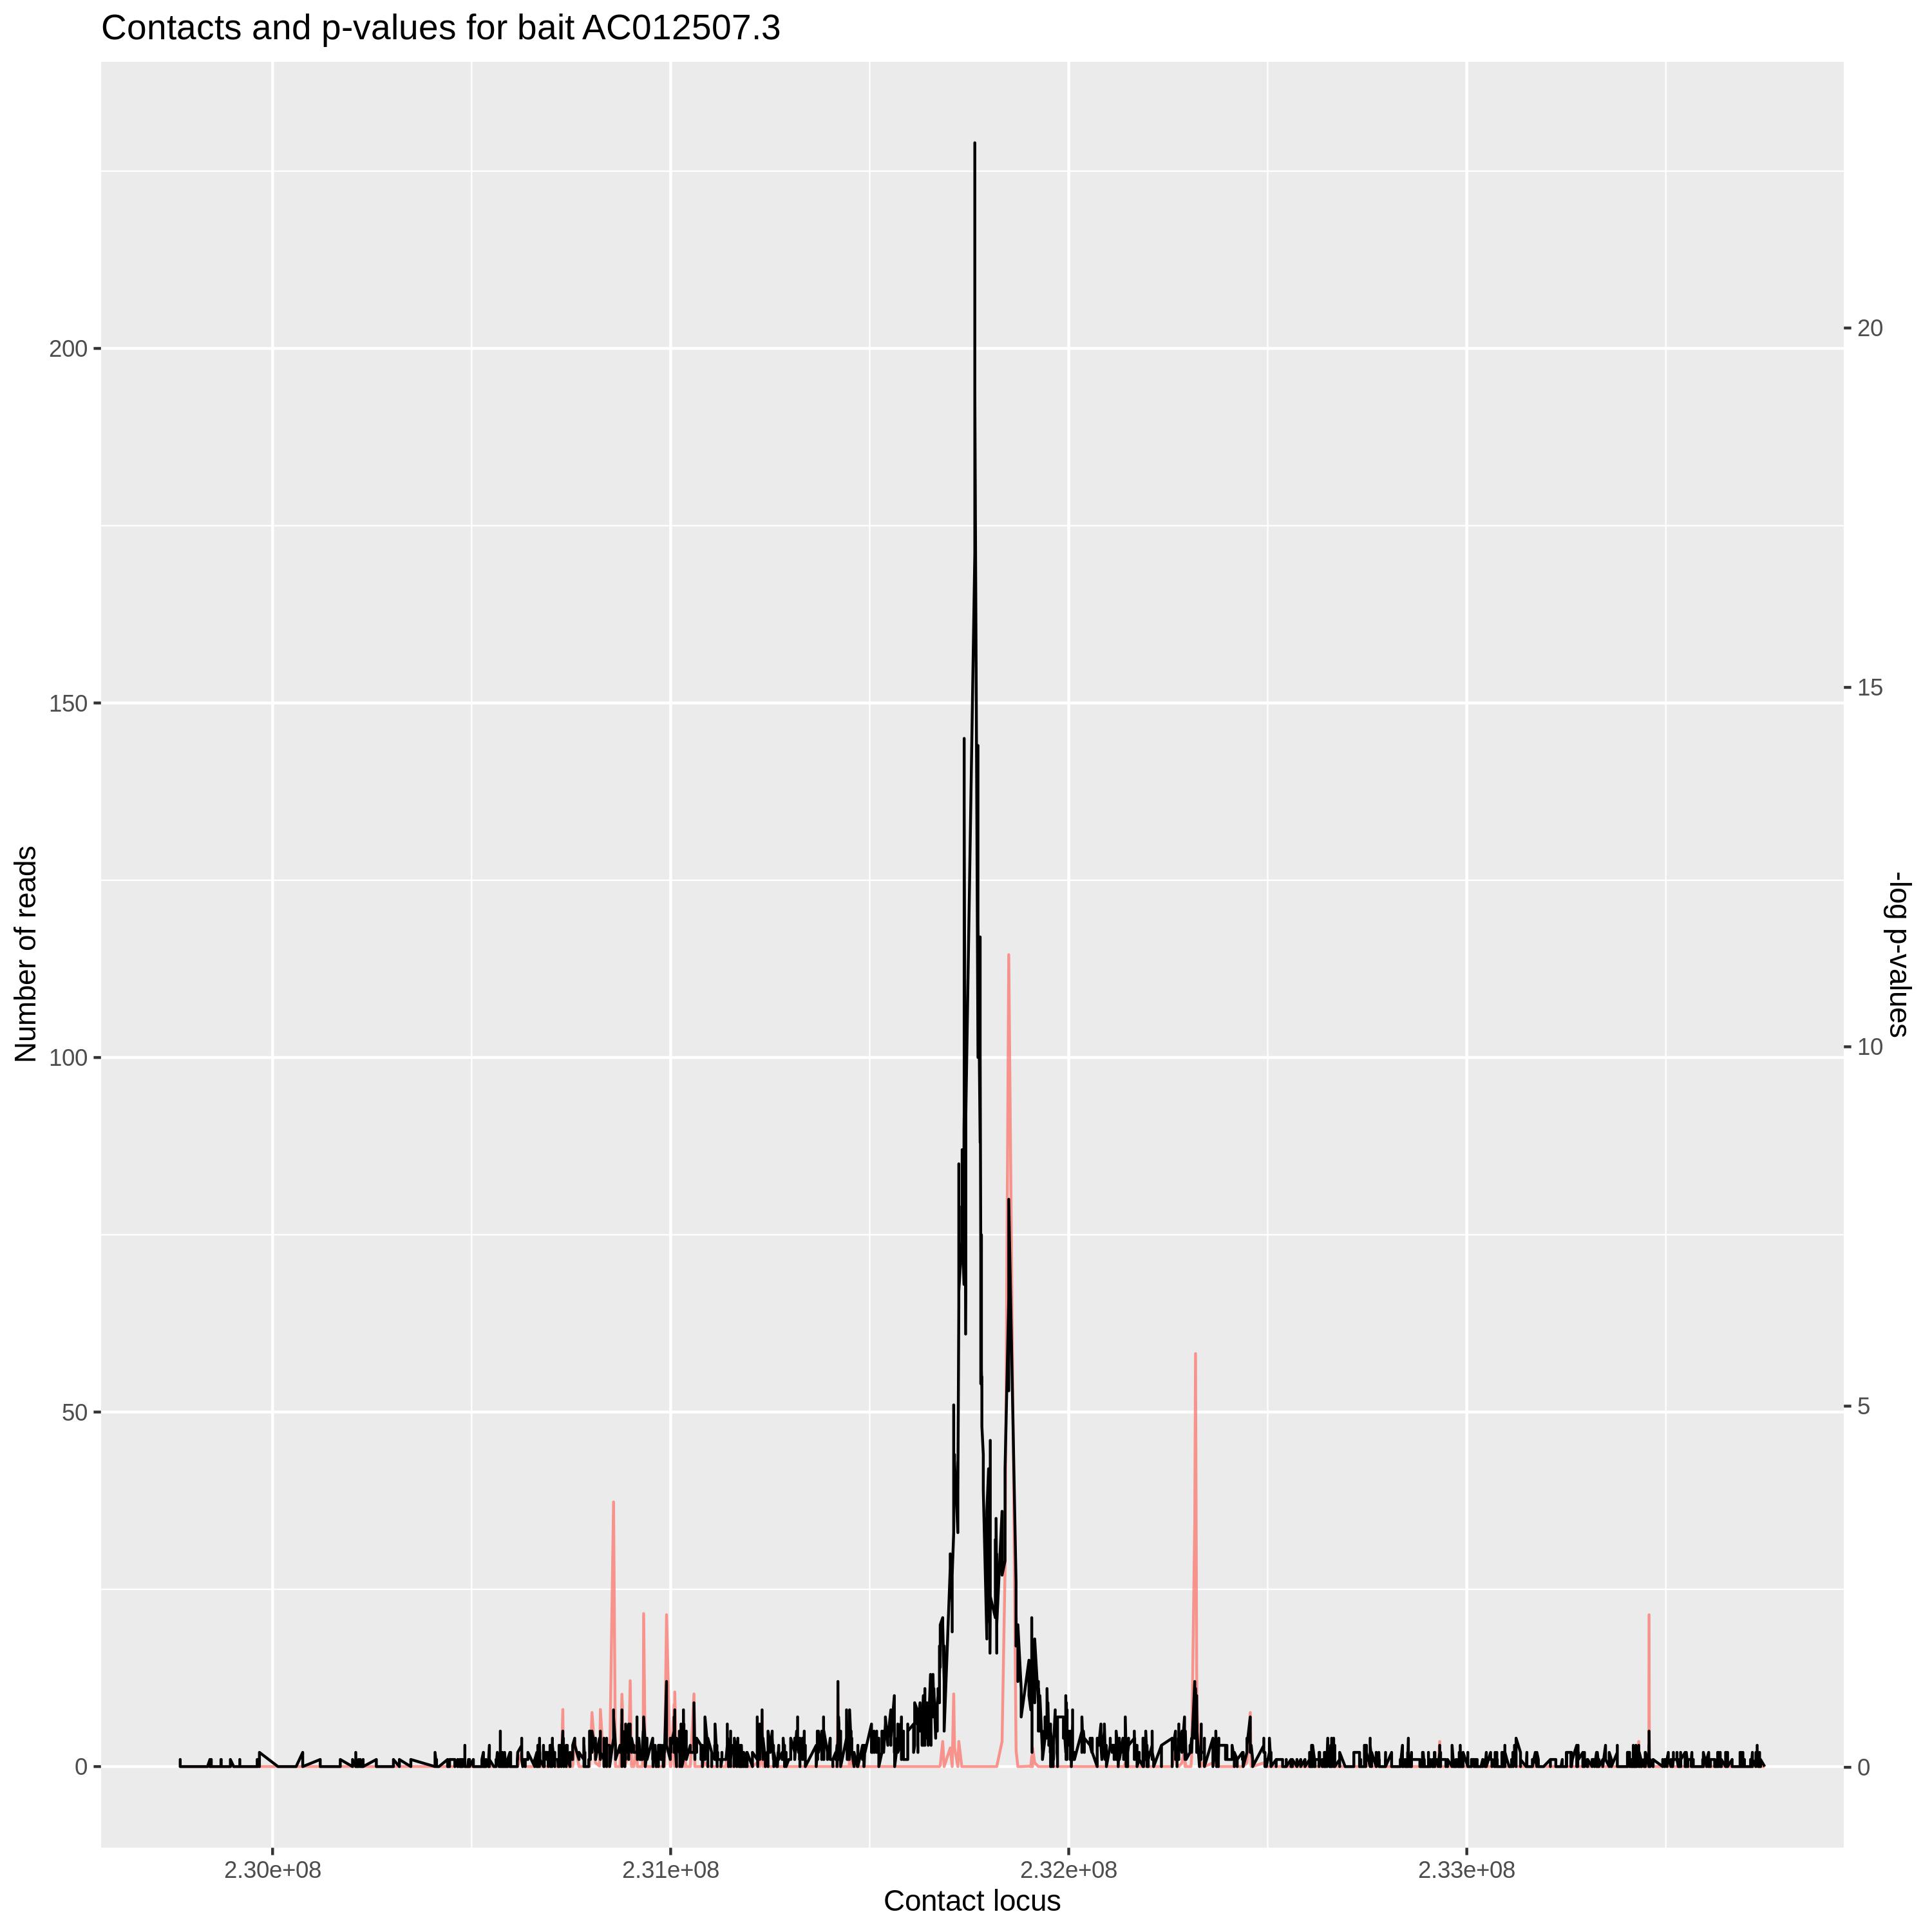 Contacts and p-values for bait AC012507.3
200
150
100
50
0
20
15
10
5
0
Number of reads
-log p-values
2.30e+08
2.31e+08
2.32e+08
2.33e+08
Contact locus